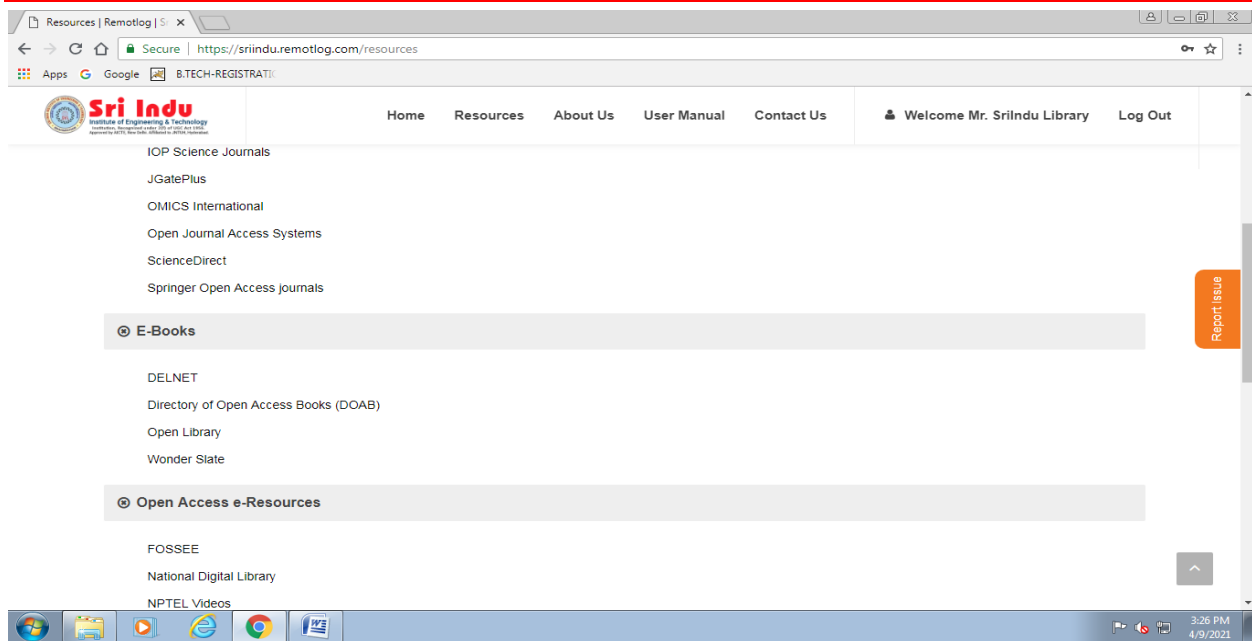 Resources | Remotlog | S
Secure | https://sriindu.remotlog.com/resources
Apps Google B.TECH-REGISTRATIO
Sri Indu
Institute of Engineering & Technology
Home Resources About Us User Manual Contact Us Welcome Mr. SriIndu Library Log Out
IOP Science Journals
JGatePlus
OMICS International
Open Journal Access Systems
ScienceDirect
Springer Open Access journals
Report Issue
E-Books
DELNET
Directory of Open Access Books (DOAB)
Open Library
Wonder Slate
Open Access e-Resources
FOSSEE
National Digital Library
NPTEL Videos
3:26 PM
4/9/2021